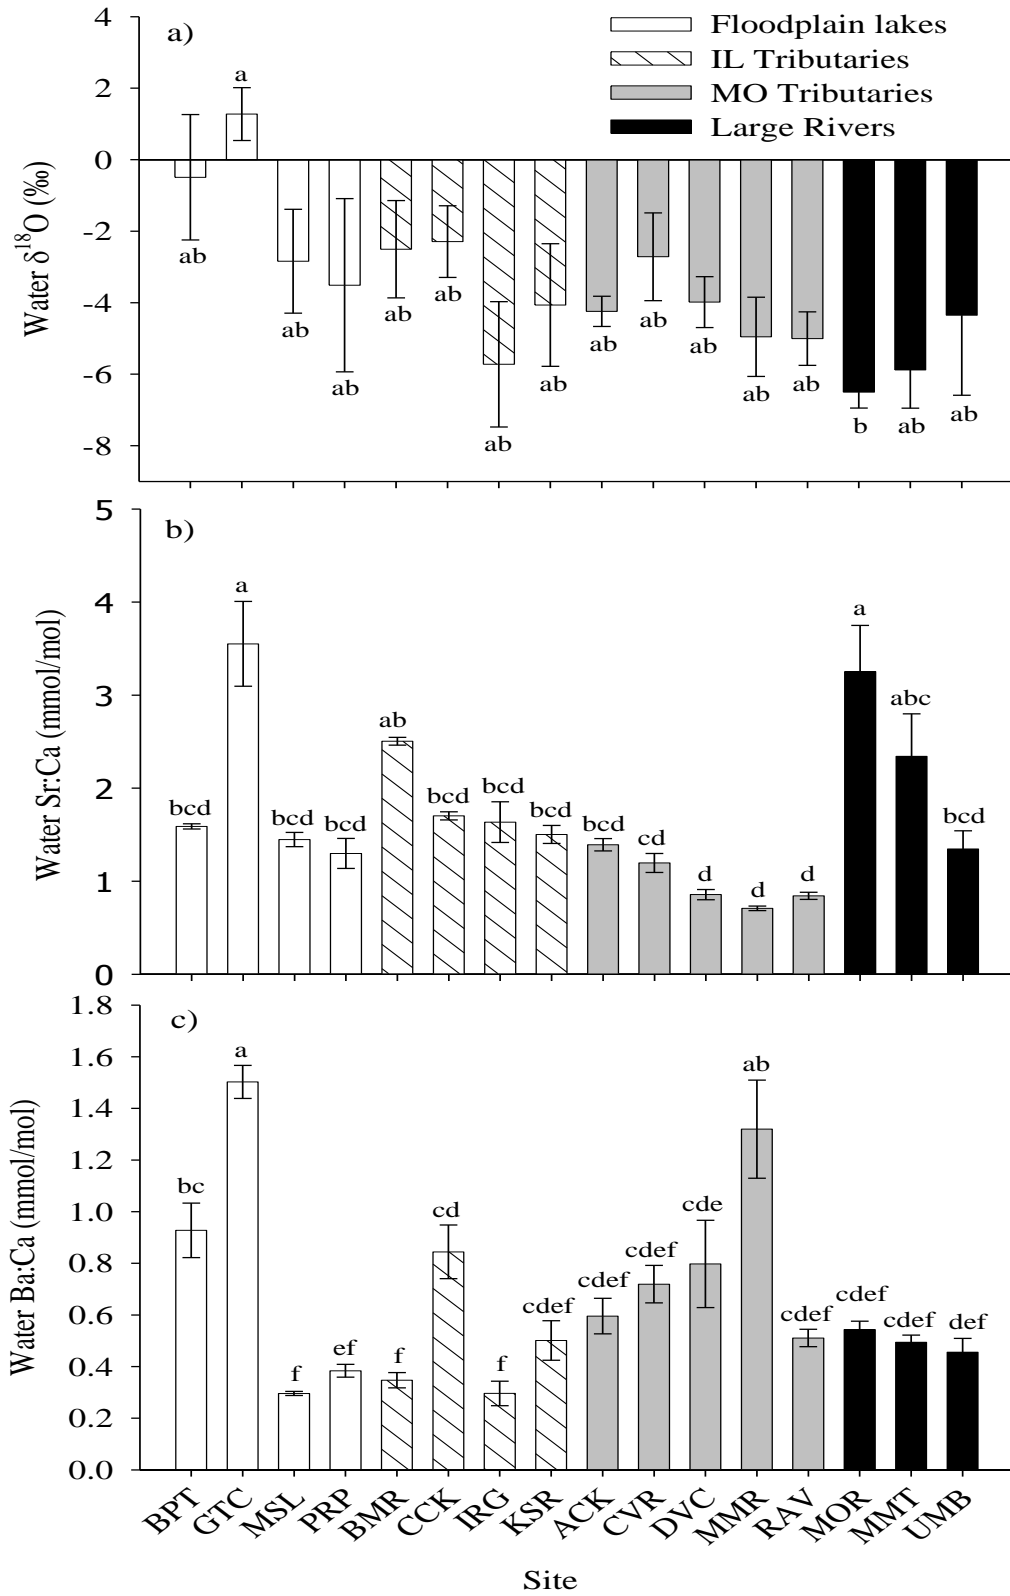 a)
Floodplain lakes
IL Tributaries
MO Tributaries
Large Rivers
Water δ18O (‰)
4
2
0
-2
-4
-6
-8
ab a ab ab ab ab ab ab ab ab ab ab ab b ab ab
b)
Water Sr:Ca (mmol/mol)
5
4
3
2
1
0
bcd a bcd bcd ab bcd bcd bcd bcd cd d d d a abc bcd
c)
Water Ba:Ca (mmol/mol)
1.8
1.6
1.4
1.2
1.0
0.8
0.6
0.4
0.2
0.0
bc a f ef f cd f cdef cdef cdef cde ab cdef cdef cdef def
BPT GTC MSL PRP BMR CCK IRG KSR ACK CVR DVC MMR RAV MOR MMT UMB
Site